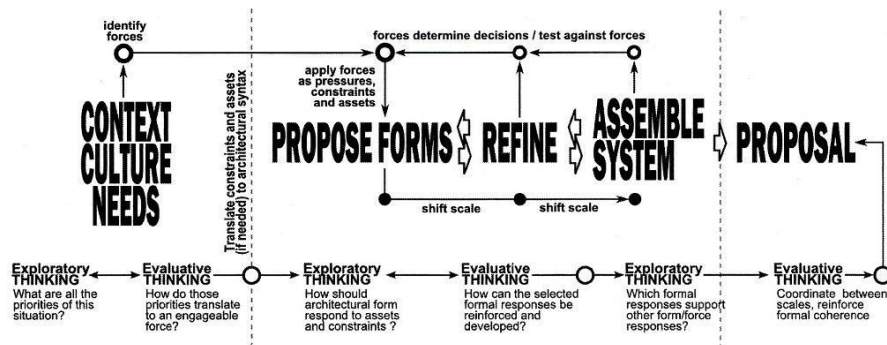 identify
forces
forces determine decisions / test against forces
apply forces
as pressures,
constraints
and assets
Translate constraints and assets
(if needed) to architectural syntax
CONTEXT
CULTURE
NEEDS
PROPOSE FORMS
REFINE
ASSEMBLE
SYSTEM
PROPOSAL
shift scale
shift scale
Exploratory
THINKING
What are all the
priorities of this
situation?
Evaluative
THINKING
How do those
priorities translate
to an engageable
force?
Exploratory
THINKING
How should
architectural form
respond to assets
and constraints ?
Evaluative
THINKING
How can the selected
formal responses be
reinforced and
developed?
Exploratory
THINKING
Which formal
responses support
other form/force
responses?
Evaluative
THINKING
Coordinate between
scales, reinforce
formal coherence